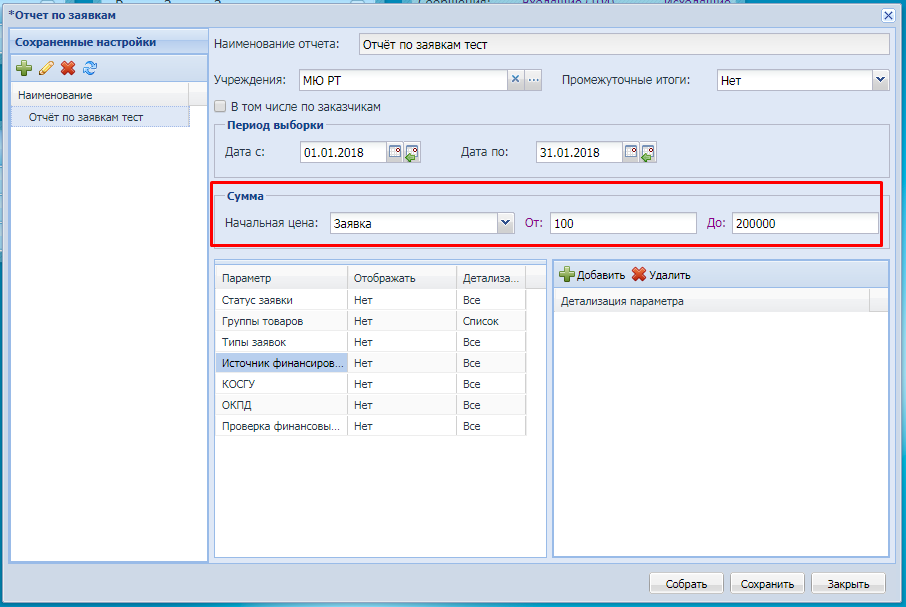 *Отчет по заявкам
Сохраненные настройки
Наименование
Отчёт по заявкам тест
Наименование отчета: Отчёт по заявкам тест
Учреждения: МЮ РТ Промежуточные итоги: Нет
В том числе по заказчикам
Период выборки
Дата с: 01.01.2018 Дата по: 31.01.2018
Сумма
Начальная цена: Заявка От: 100 До: 200000
Параметр Отображать Детализа...
Статус заявки Нет Все
Группы товаров Нет Список
Типы заявок Нет Все
Источник финансиров... Нет Все
КОСГУ Нет Все
ОКПД Нет Все
Проверка финансовы... Нет Все
Добавить Удалить
Детализация параметра
Собрать Сохранить Закрыть